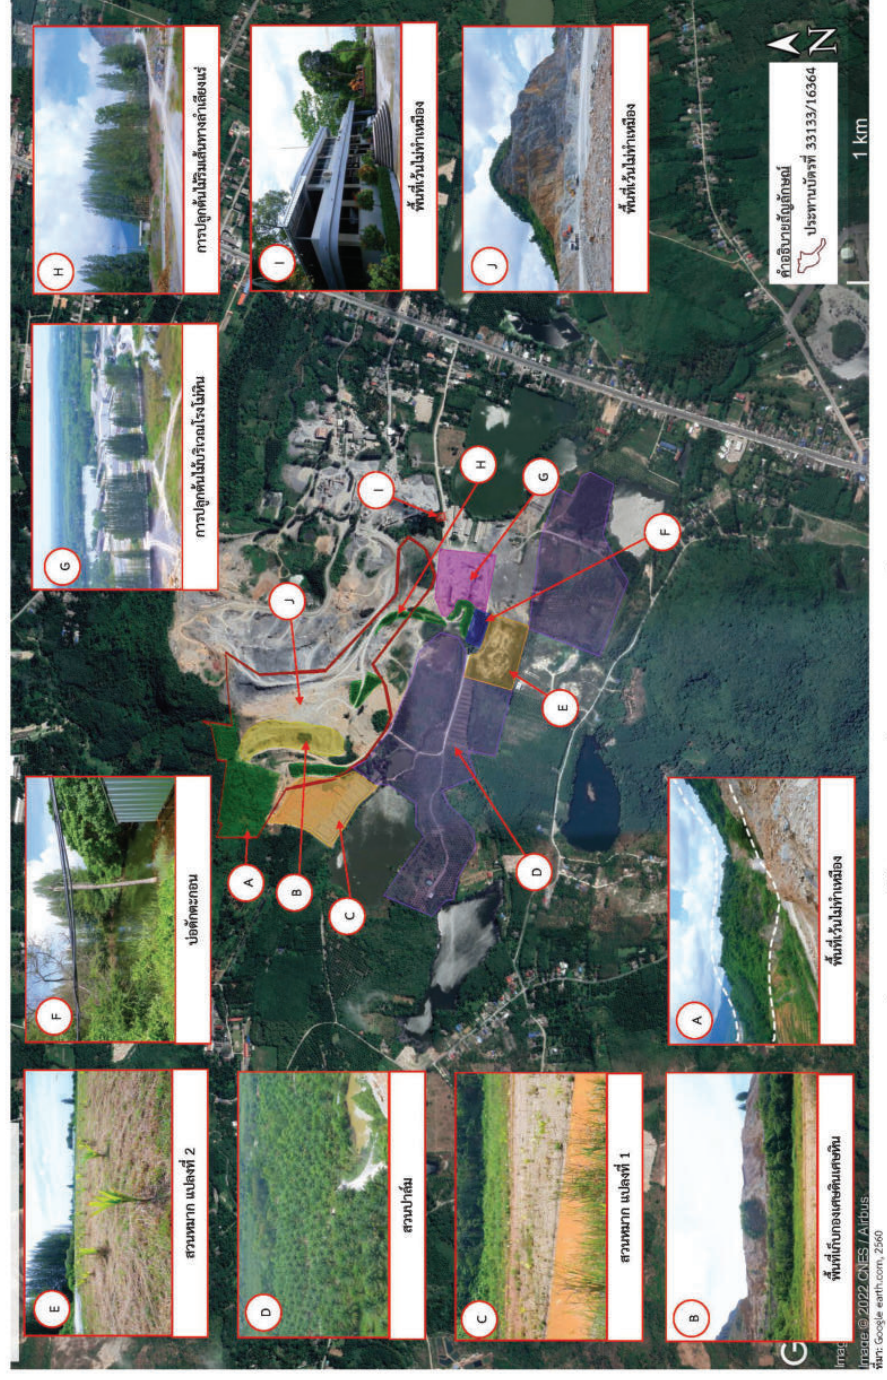 E
สวนหมาก แปลงที่ 2
F
บ่อดักตะกอน
G
การปลูกต้นไม้บริเวณโรงโม่หิน
H
การปลูกต้นไม้ริมเส้นทางลำเลียงแร่
D
สวนปาล์ม
I
พื้นที่เว้นไม่ทำเหมือง
C
สวนหมาก แปลงที่ 1
J
พื้นที่เว้นไม่ทำเหมือง
B
พื้นที่เก็บกองเศษดินเศษหิน
A
พื้นที่เว้นไม่ทำเหมือง
A
B
C
D
E
F
G
H
I
J
N
คำอธิบายสัญลักษณ์
ประทานบัตรที่ 33133/16364
1 km
G
Image © 2022 CNES / Airbus
ที่มา: Google earth.com, 2560